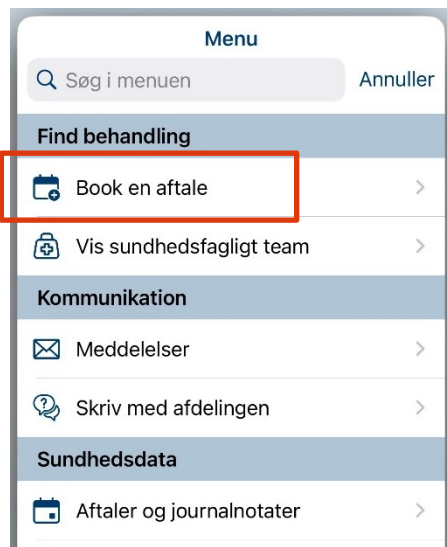 Menu
Søg i menuen Annuller
Find behandling
Book en aftale
Vis sundhedsfagligt team
Kommunikation
Meddelelser
Skriv med afdelingen
Sundhedsdata
Aftaler og journalnotater